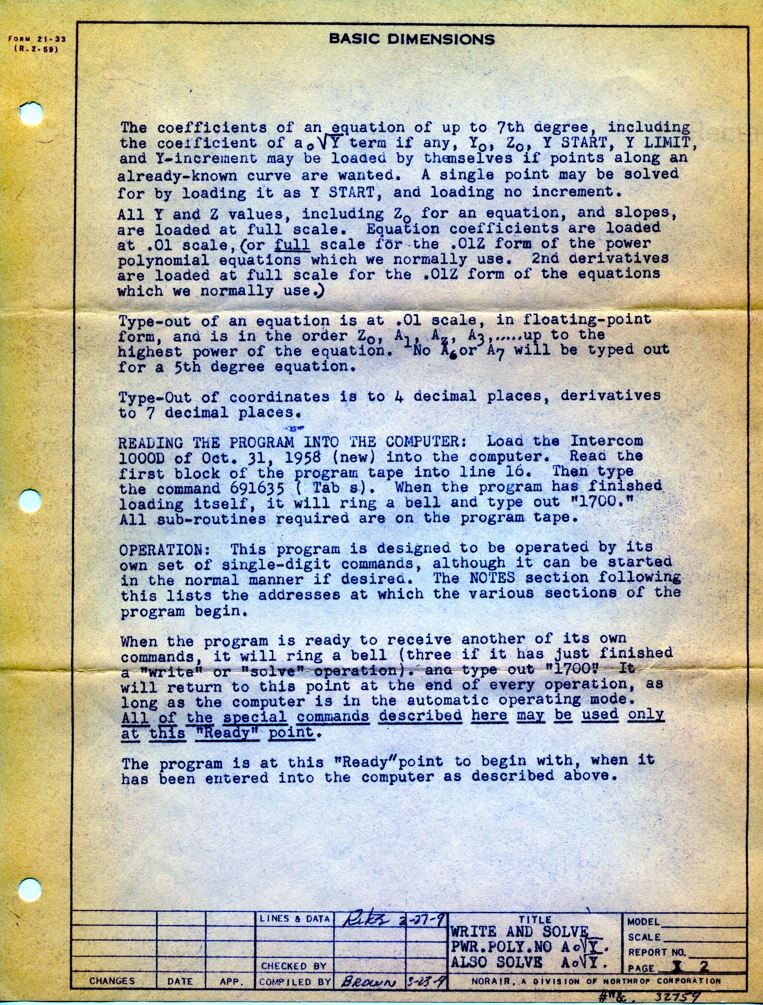 FORM 21-33
(R.2-59)
BASIC DIMENSIONS
The coefficients of an equation of up to 7th degree, including
the coefficient of a₀√Y term if any, Y₀, Z₀, Y START, Y LIMIT,
and Y-increment may be loaded by themselves if points along an
already-known curve are wanted. A single point may be solved
for by loading it as Y START, and loading no increment.
All Y and Z values, including Z₀ for an equation, and slopes,
are loaded at full scale. Equation coefficients are loaded
at .01 scale, (or full scale for the .01Z form of the power
polynomial equations which we normally use. 2nd derivatives
are loaded at full scale for the .01Z form of the equations
which we normally use.)
Type-out of an equation is at .01 scale, in floating-point
form, and is in the order Z₀, A₁, A₂, A₃,.....up to the
highest power of the equation. No A₆ or A₇ will be typed out
for a 5th degree equation.
Type-Out of coordinates is to 4 decimal places, derivatives
to 7 decimal places.
READING THE PROGRAM INTO THE COMPUTER: Load the Intercom
1000D of Oct. 31, 1958 (new) into the computer. Read the
first block of the program tape into line 16. Then type
the command 691635 ( Tab s). When the program has finished
loading itself, it will ring a bell and type out "1700."
All sub-routines required are on the program tape.
OPERATION: This program is designed to be operated by its
own set of single-digit commands, although it can be started
in the normal manner if desired. The NOTES section following
this lists the addresses at which the various sections of the
program begin.
When the program is ready to receive another of its own
commands, it will ring a bell (three if it has just finished
a "write" or "solve" operation). and type out "1700" It
will return to this point at the end of every operation, as
long as the computer is in the automatic operating mode.
All of the special commands described here may be used only
at this "Ready" point.
The program is at this "Ready" point to begin with, when it
has been entered into the computer as described above.
LINES & DATA 2-27-9
CHECKED BY
CHANGES DATE APP. COMPILED BY BROWN 3-23-9
TITLE
WRITE AND SOLVE
PWR.POLY.NO A₀√Y.
ALSO SOLVE A₀√Y.
NORAIR, A DIVISION OF NORTHROP CORPORATION
MODEL
SCALE
REPORT NO.
PAGE 2
32759